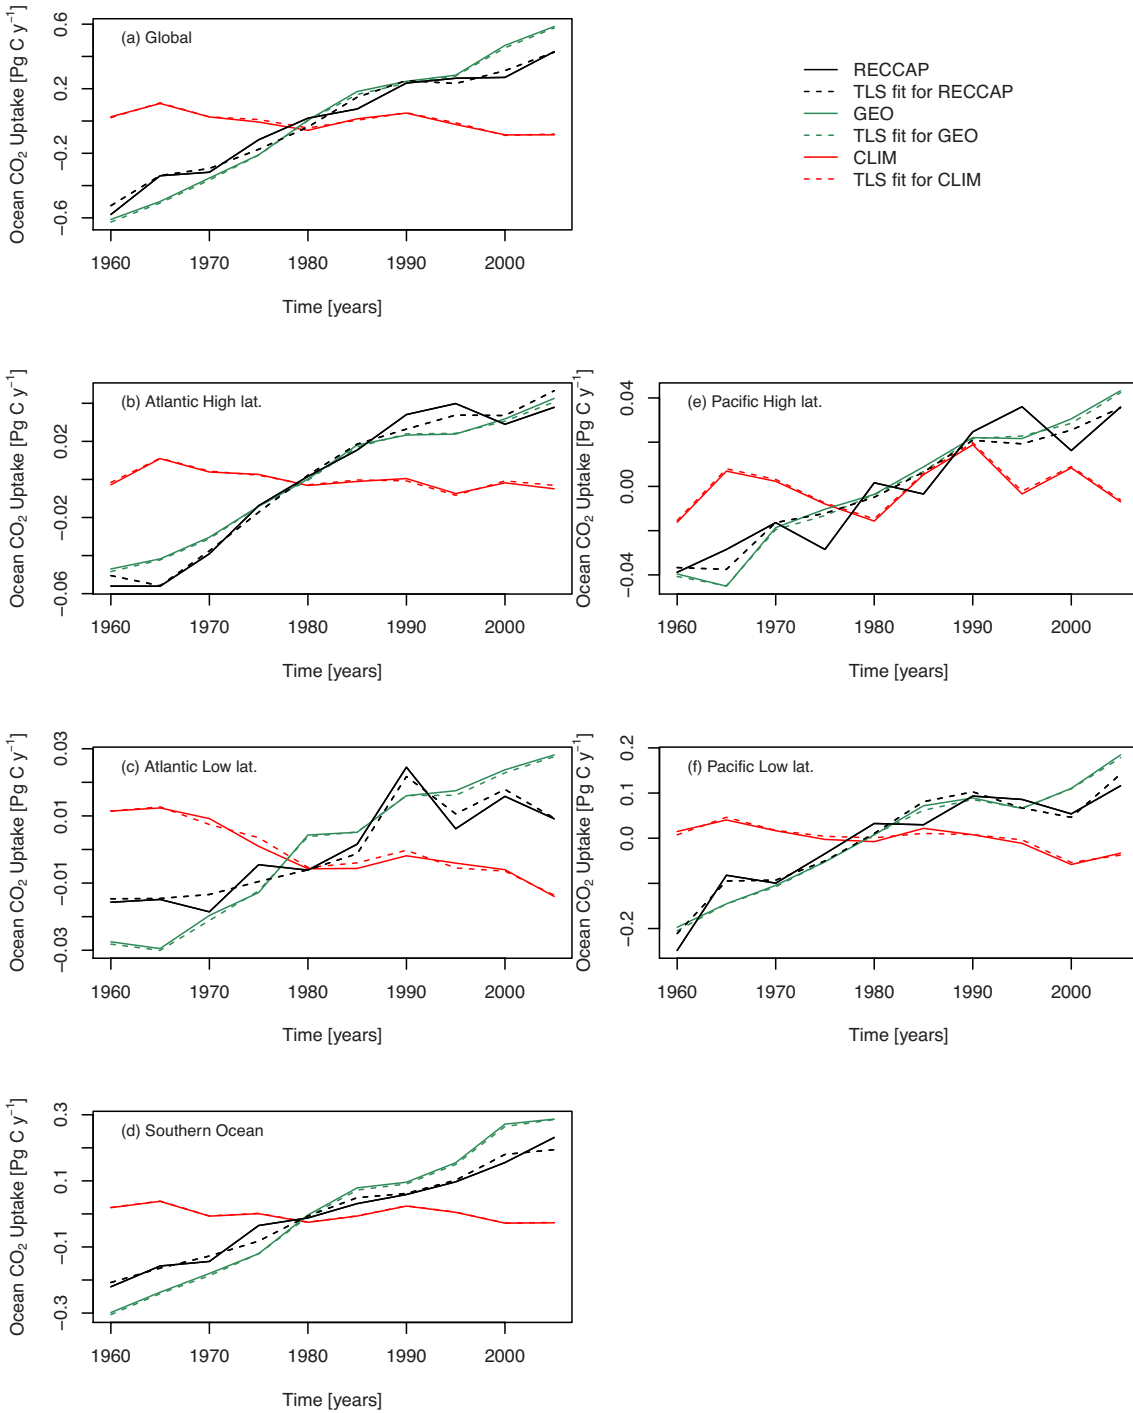 (a) Global
Ocean CO₂ Uptake [Pg C y⁻¹]
0.6
0.2
−0.2
−0.6
1960 1970 1980 1990 2000
Time [years]
RECCAP
TLS fit for RECCAP
GEO
TLS fit for GEO
CLIM
TLS fit for CLIM
(b) Atlantic High lat.
Ocean CO₂ Uptake [Pg C y⁻¹]
0.02
−0.02
−0.06
1960 1970 1980 1990 2000
Time [years]
(e) Pacific High lat.
Ocean CO₂ Uptake [Pg C y⁻¹]
0.04
0.00
−0.04
1960 1970 1980 1990 2000
Time [years]
(c) Atlantic Low lat.
Ocean CO₂ Uptake [Pg C y⁻¹]
0.03
0.01
−0.01
−0.03
1960 1970 1980 1990 2000
Time [years]
(f) Pacific Low lat.
Ocean CO₂ Uptake [Pg C y⁻¹]
0.2
0.1
0.0
−0.2
1960 1970 1980 1990 2000
Time [years]
(d) Southern Ocean
Ocean CO₂ Uptake [Pg C y⁻¹]
0.3
0.1
−0.1
−0.3
1960 1970 1980 1990 2000
Time [years]